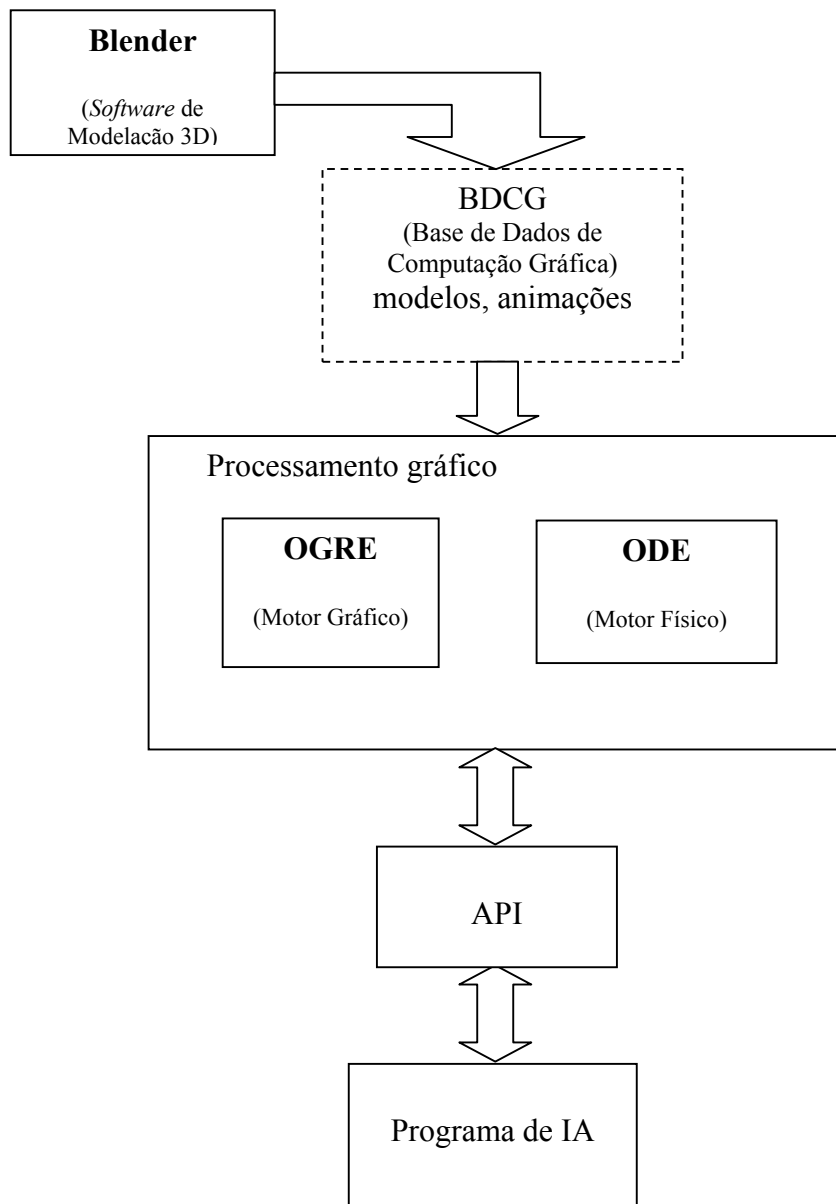 Blender
(Software de
Modelação 3D)
BDCG
(Base de Dados de
Computação Gráfica)
modelos, animações
Processamento gráfico
OGRE
(Motor Gráfico)
ODE
(Motor Físico)
API
Programa de IA